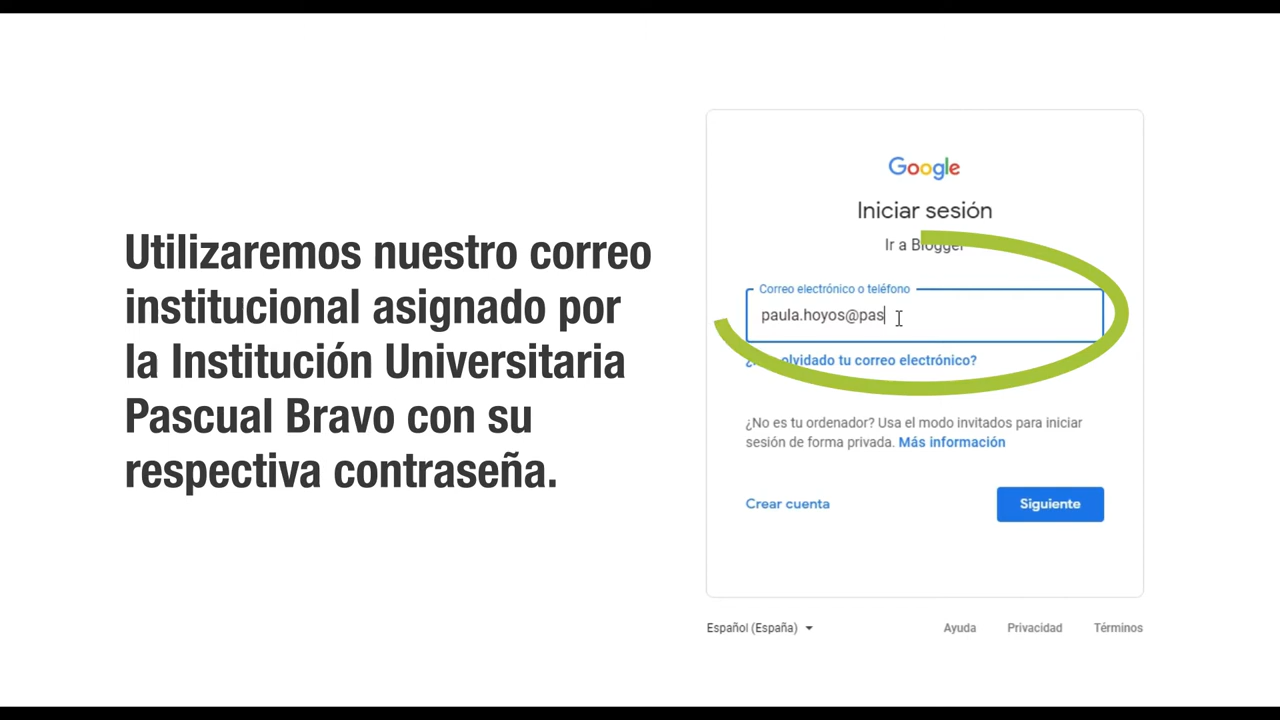 Utilizaremos nuestro correo
institucional asignado por
la Institución Universitaria
Pascual Bravo con su
respectiva contraseña.
Google
Iniciar sesión
Ir a Blogger
Correo electrónico o teléfono
paula.hoyos@pas
olvidado tu correo electrónico?
¿No es tu ordenador? Usa el modo invitados para iniciar
sesión de forma privada. Más información
Crear cuenta
Siguiente
Español (España)
Ayuda
Privacidad
Términos